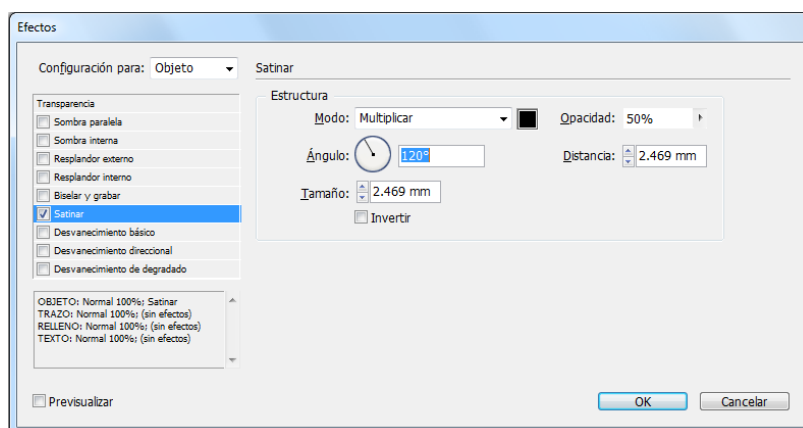 Efectos
Configuración para: Objeto
Satinar
Transparencia
Sombra paralela
Sombra interna
Resplandor externo
Resplandor interno
Biselar y grabar
Satinar
Desvanecimiento básico
Desvanecimiento direccional
Desvanecimiento de degradado
OBJETO: Normal 100%; Satinar
TRAZO: Normal 100%; (sin efectos)
RELLENO: Normal 100%; (sin efectos)
TEXTO: Normal 100%; (sin efectos)
Estructura
Modo: Multiplicar Opacidad: 50%
Ángulo: 120° Distancia: 2.469 mm
Tamaño: 2.469 mm
Invertir
Previsualizar
OK Cancelar